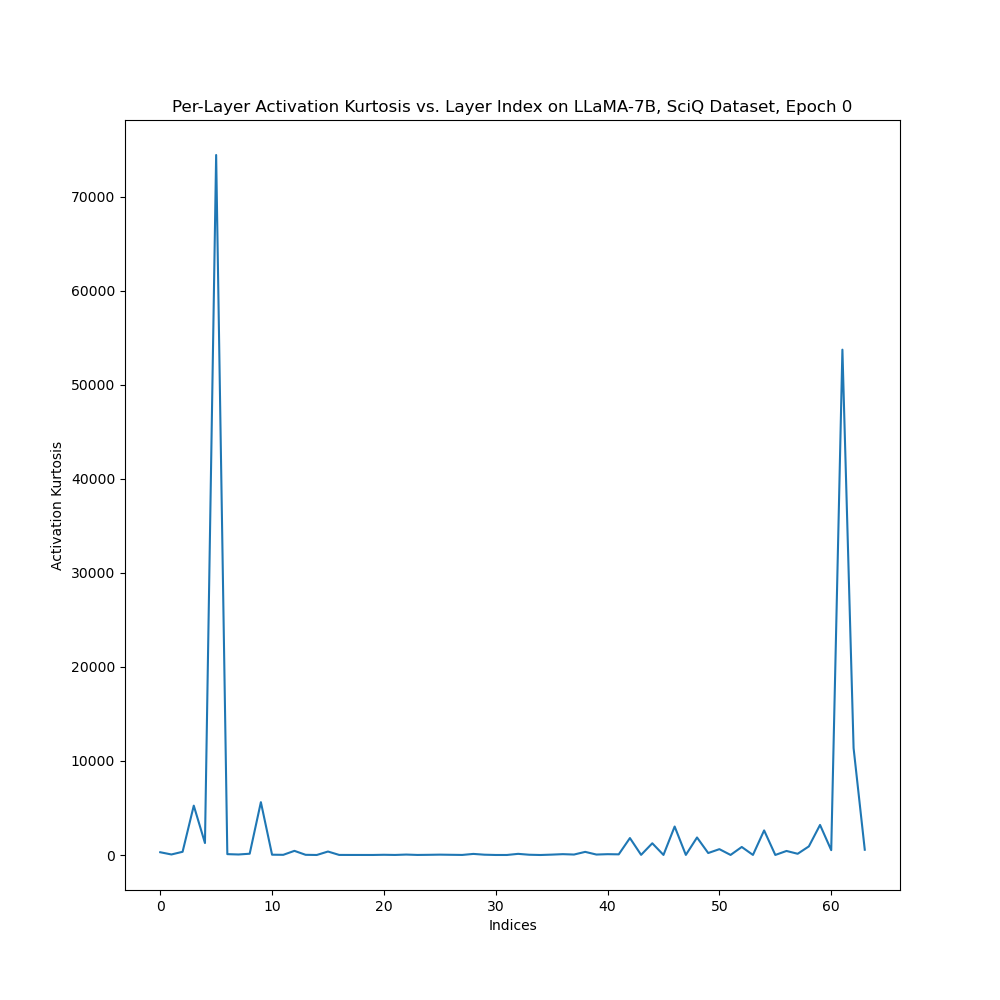 Per-Layer Activation Kurtosis vs. Layer Index on LLaMA-7B, SciQ Dataset, Epoch 0
Activation Kurtosis
70000
60000
50000
40000
30000
20000
10000
0
0 10 20 30 40 50 60
Indices